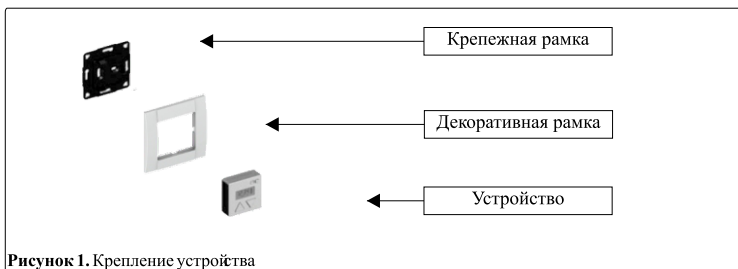 Крепежная рамка
Декоративная рамка
Устройство
Рисунок 1. Крепление устройства